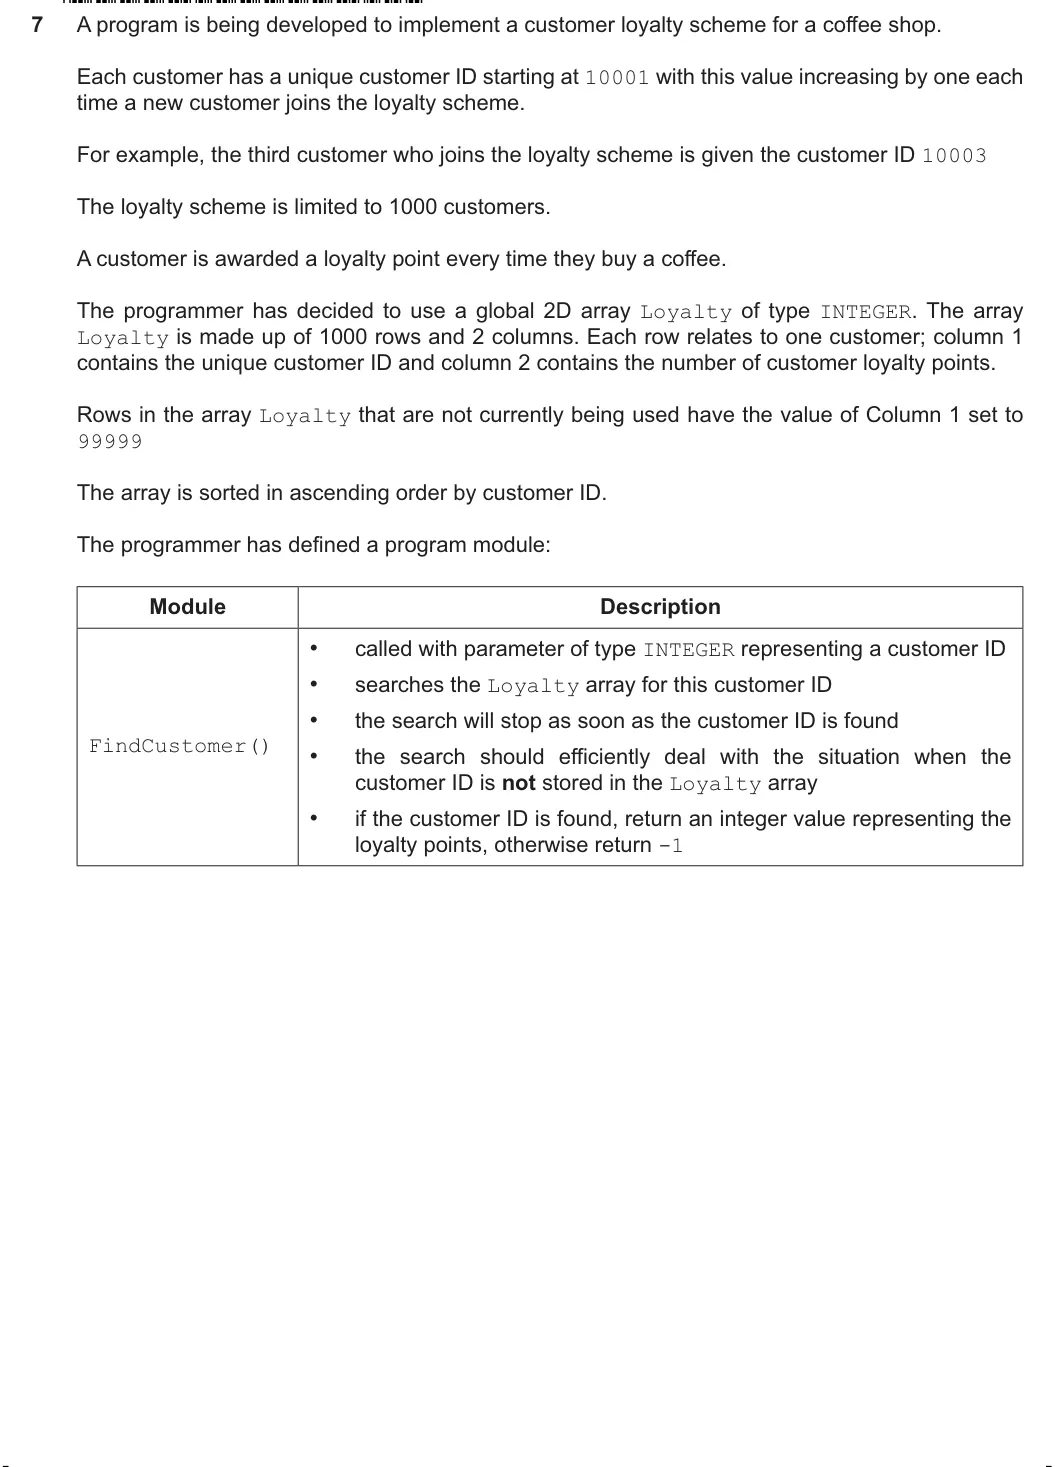 7 A program is being developed to implement a customer loyalty scheme for a coffee shop.
Each customer has a unique customer ID starting at 10001 with this value increasing by one each
time a new customer joins the loyalty scheme.
For example, the third customer who joins the loyalty scheme is given the customer ID 10003
The loyalty scheme is limited to 1000 customers.
A customer is awarded a loyalty point every time they buy a coffee.
The programmer has decided to use a global 2D array Loyalty of type INTEGER. The array
Loyalty is made up of 1000 rows and 2 columns. Each row relates to one customer; column 1
contains the unique customer ID and column 2 contains the number of customer loyalty points.
Rows in the array Loyalty that are not currently being used have the value of Column 1 set to
99999
The array is sorted in ascending order by customer ID.
The programmer has defined a program module:
Module Description
FindCustomer()
• called with parameter of type INTEGER representing a customer ID
• searches the Loyalty array for this customer ID
• the search will stop as soon as the customer ID is found
• the search should efficiently deal with the situation when the
customer ID is not stored in the Loyalty array
• if the customer ID is found, return an integer value representing the
loyalty points, otherwise return -1